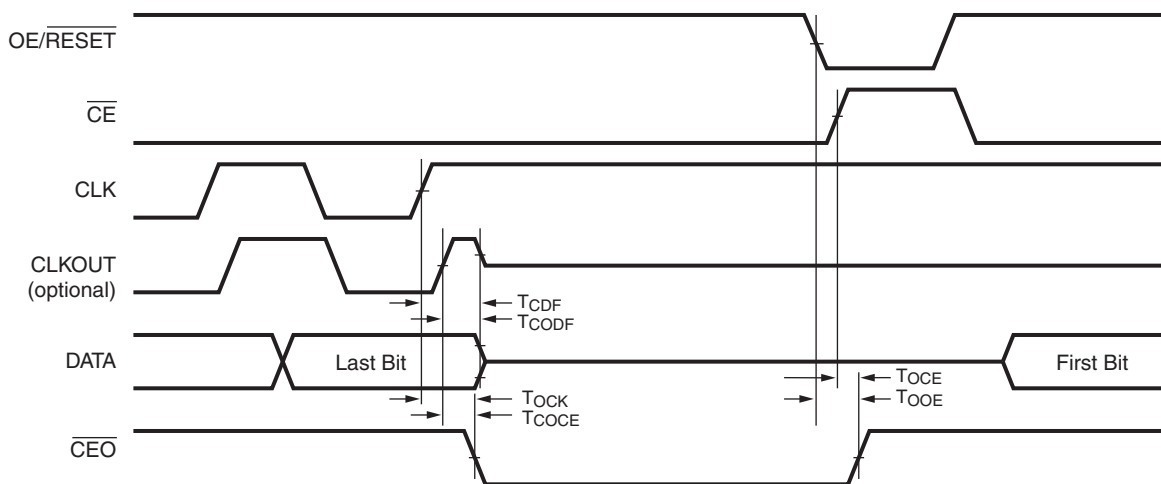 OE/RESET
CE
CLK
CLKOUT
(optional)
TCDF
TCODF
DATA
Last Bit
First Bit
TOCE
TOOE
TOCK
TCOCE
CEO